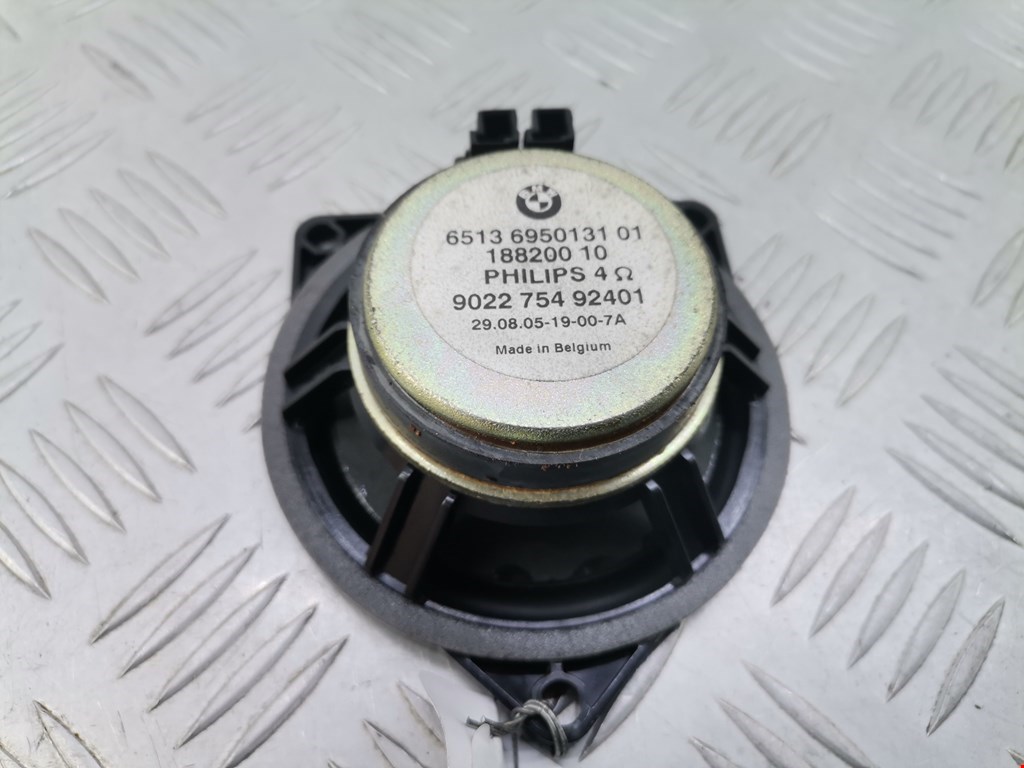 BMW
6513 6950131 01
188200 10
PHILIPS 4 Ω
9022 754 92401
29.08.05-19-00-7A
Made in Belgium